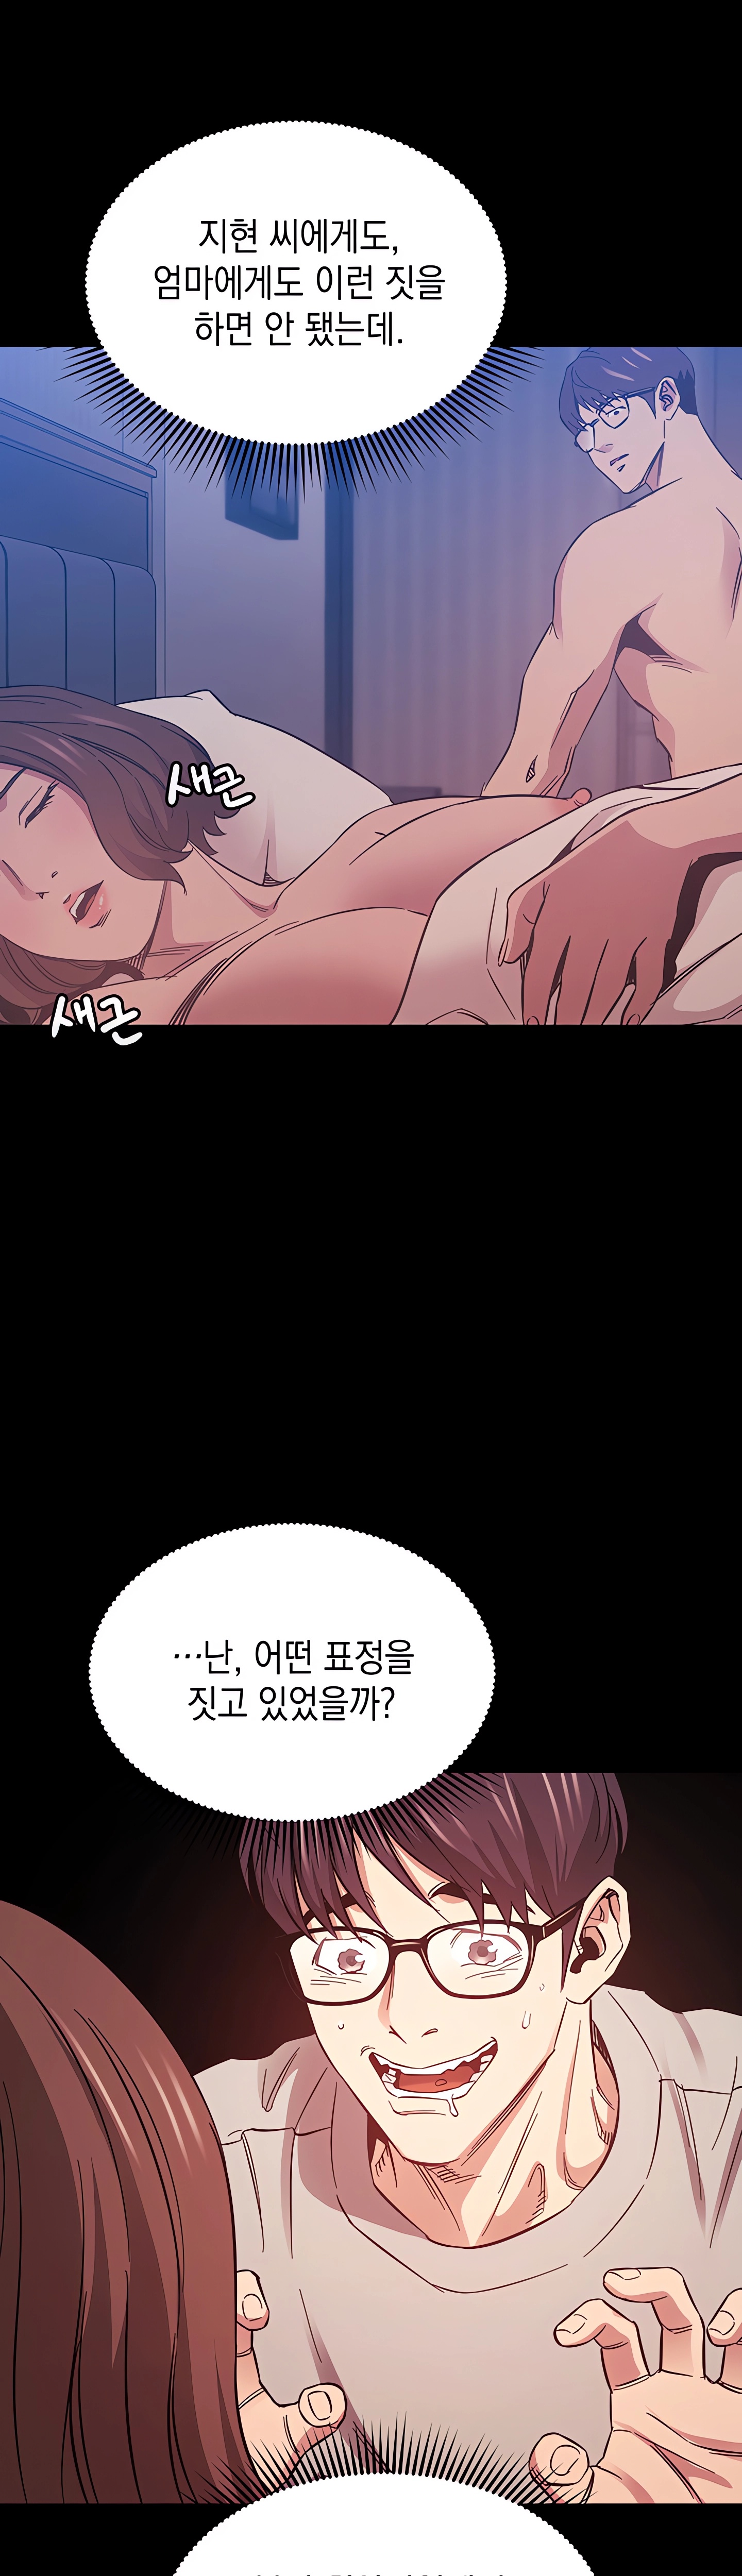 지현 씨에게도,
엄마에게도 이런 짓을
하면 안 됐는데.
새근
새근
…난, 어떤 표정을
짓고 있었을까?